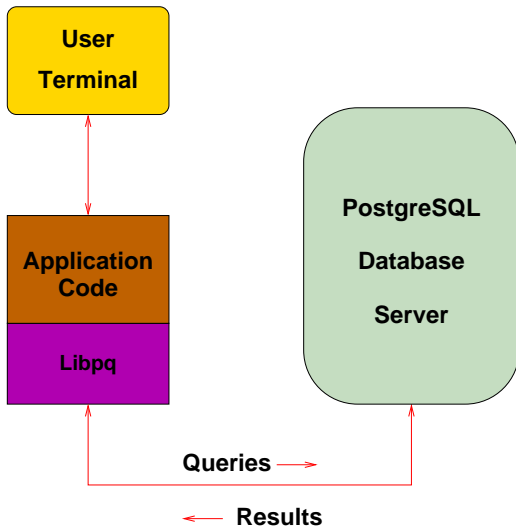 User
Terminal
Application
Code
Libpq
PostgreSQL
Database
Server
Queries
Results